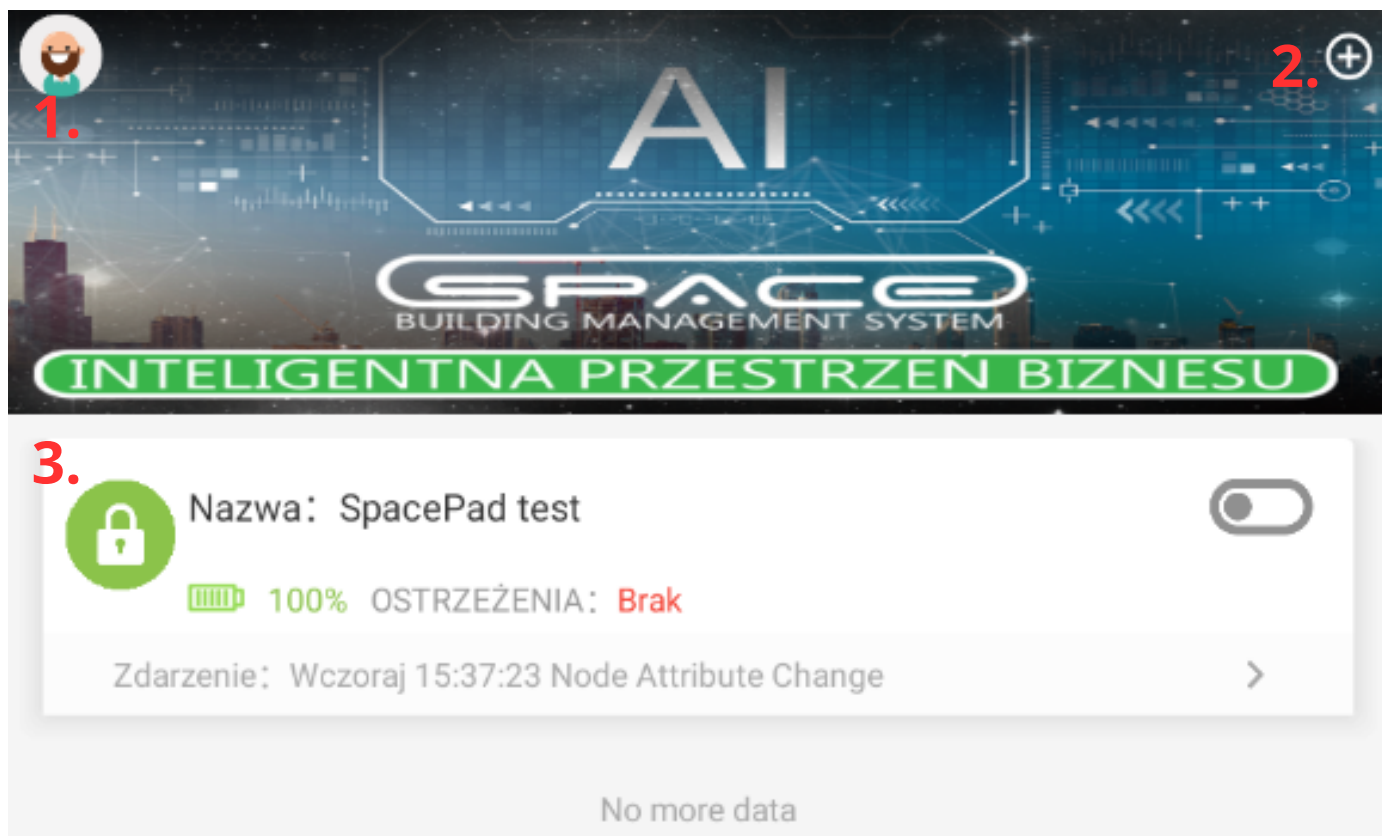 1.
2.
AI
SPACE
BUILDING MANAGEMENT SYSTEM
INTELIGENTNA PRZESTRZEŃ BIZNESU
3.
Nazwa: SpacePad test
100% OSTRZEŻENIA: Brak
Zdarzenie: Wczoraj 15:37:23 Node Attribute Change
No more data